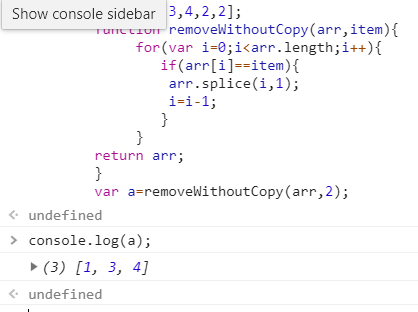 Show console sidebar
3,4,2,2];
function removeWithoutCopy(arr,item){
for(var i=0;i<arr.length;i++){
if(arr[i]==item){
arr.splice(i,1);
i=i-1;
}
}
return arr;
}
var a=removeWithoutCopy(arr,2);
undefined
console.log(a);
(3) [1, 3, 4]
undefined